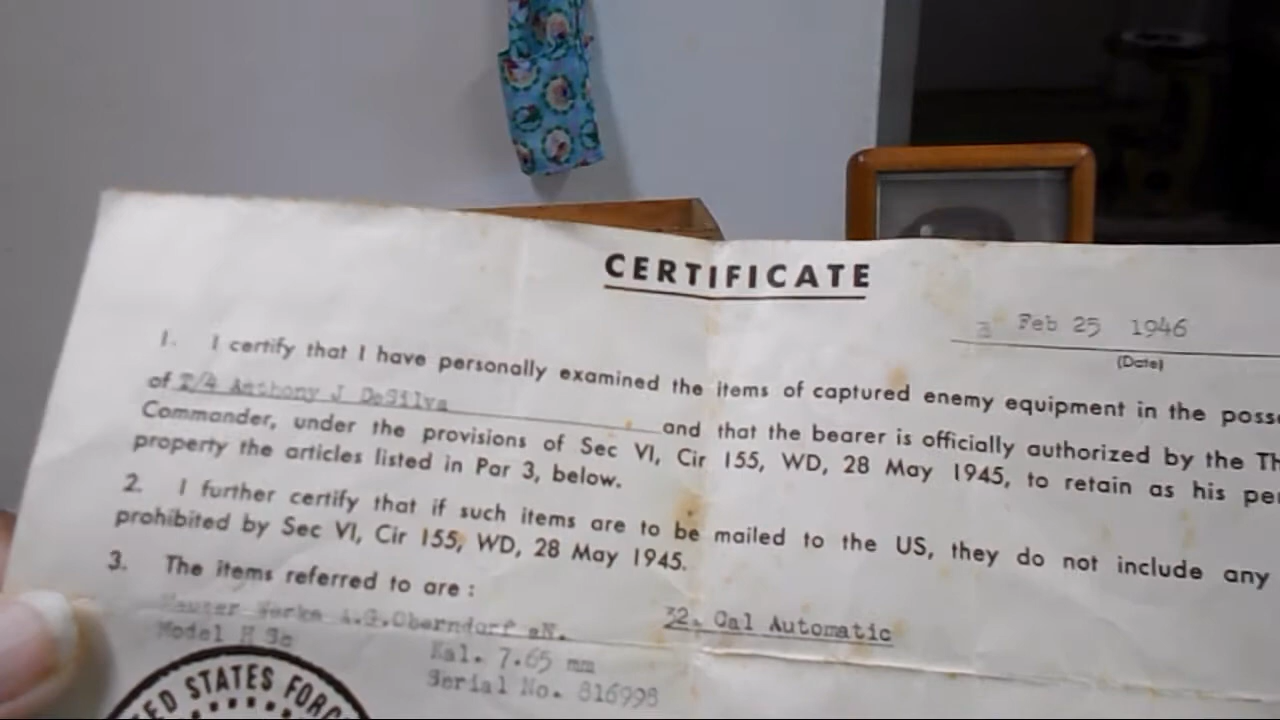 CERTIFICATE
Feb 25 1946
(Date)
1. I certify that I have personally examined the items of captured enemy equipment in the poss
of T/4 Anthony J DeSilva and that the bearer is officially authorized by the Th
Commander, under the provisions of Sec VI, Cir 155, WD, 28 May 1945, to retain as his pe
property the articles listed in Par 3, below.
2. I further certify that if such items are to be mailed to the US, they do not include any
prohibited by Sec VI, Cir 155, WD, 28 May 1945.
3. The items referred to are :
Mauser Werke A.G.Oberndorf aN. 32. Cal Automatic
Model H Sc Kal. 7.65 mm
Serial No. 816998
ED STATES FORC